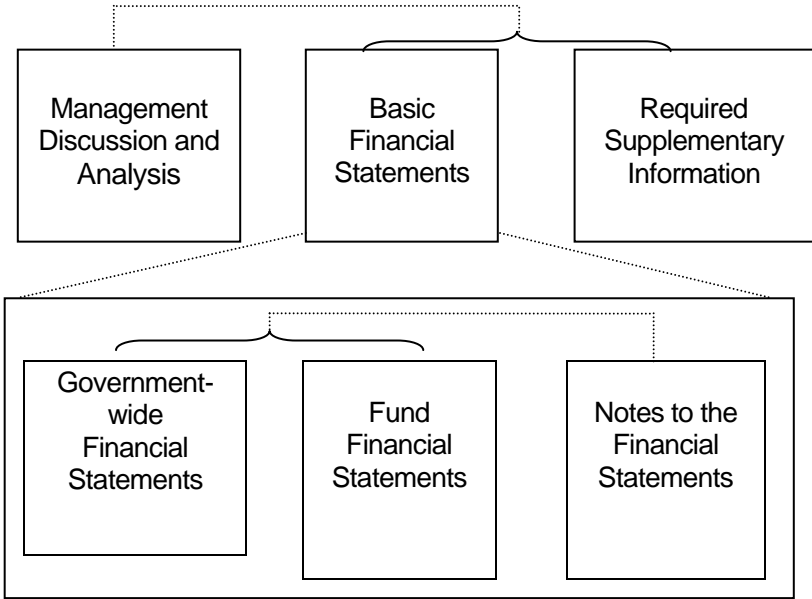 Management
Discussion and
Analysis
Basic
Financial
Statements
Required
Supplementary
Information
Government-
wide
Financial
Statements
Fund
Financial
Statements
Notes to the
Financial
Statements